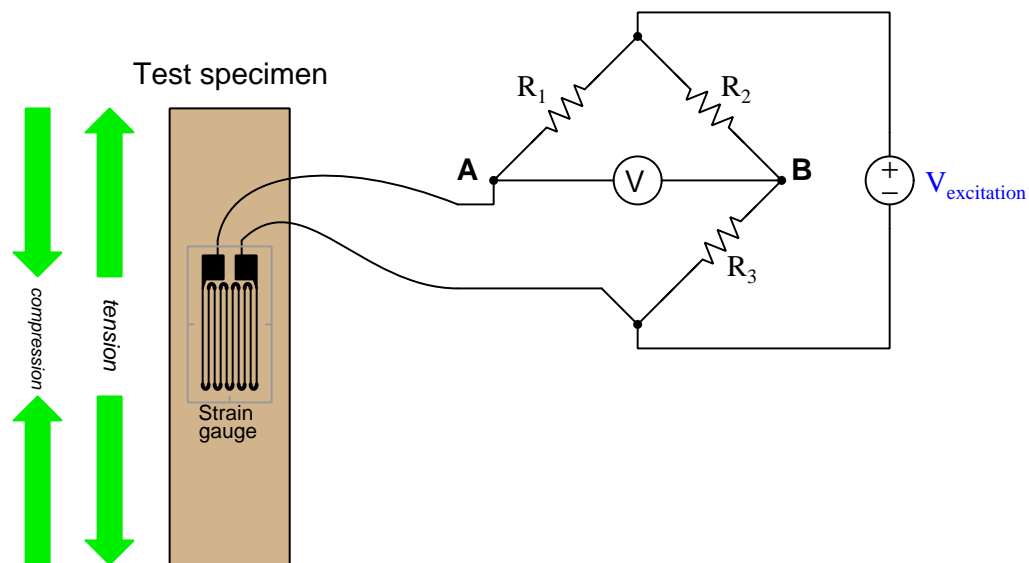 Test specimen
compression
tension
Strain
gauge
R1
R2
A
V
B
R3
+
−
Vexcitation